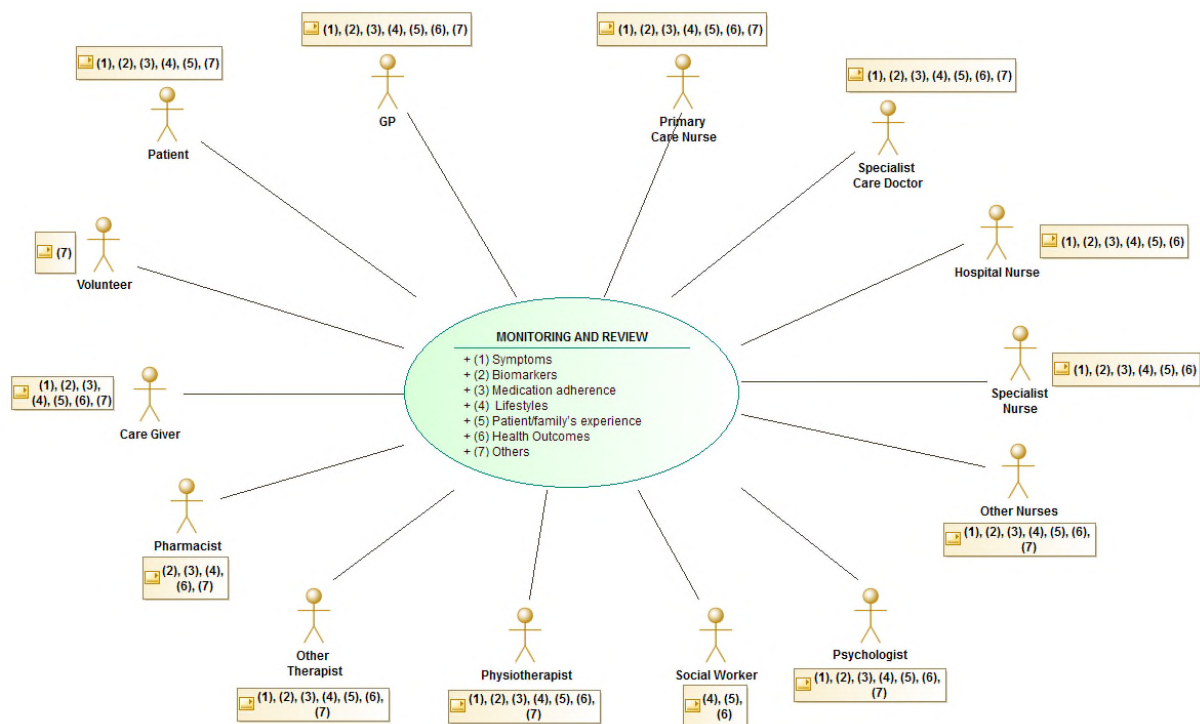 (1), (2), (3), (4), (5), (6), (7)
GP
(1), (2), (3), (4), (5), (6), (7)
Primary
Care Nurse
(1), (2), (3), (4), (5), (7)
Patient
(1), (2), (3), (4), (5), (6), (7)
Specialist
Care Doctor
(7)
Volunteer
(1), (2), (3), (4), (5), (6)
Hospital Nurse
MONITORING AND REVIEW
+ (1) Symptoms
+ (2) Biomarkers
+ (3) Medication adherence
+ (4) Lifestyles
+ (5) Patient/family's experience
+ (6) Health Outcomes
+ (7) Others
(1), (2), (3),
(4), (5), (6), (7)
Care Giver
(1), (2), (3), (4), (5), (6)
Specialist
Nurse
Pharmacist
(2), (3), (4),
(6), (7)
Other Nurses
(1), (2), (3), (4), (5), (6),
(7)
Other
Therapist
(1), (2), (3), (4), (5), (6),
(7)
Physiotherapist
(1), (2), (3), (4), (5), (6),
(7)
Social Worker
(4), (5),
(6)
Psychologist
(1), (2), (3), (4), (5), (6),
(7)